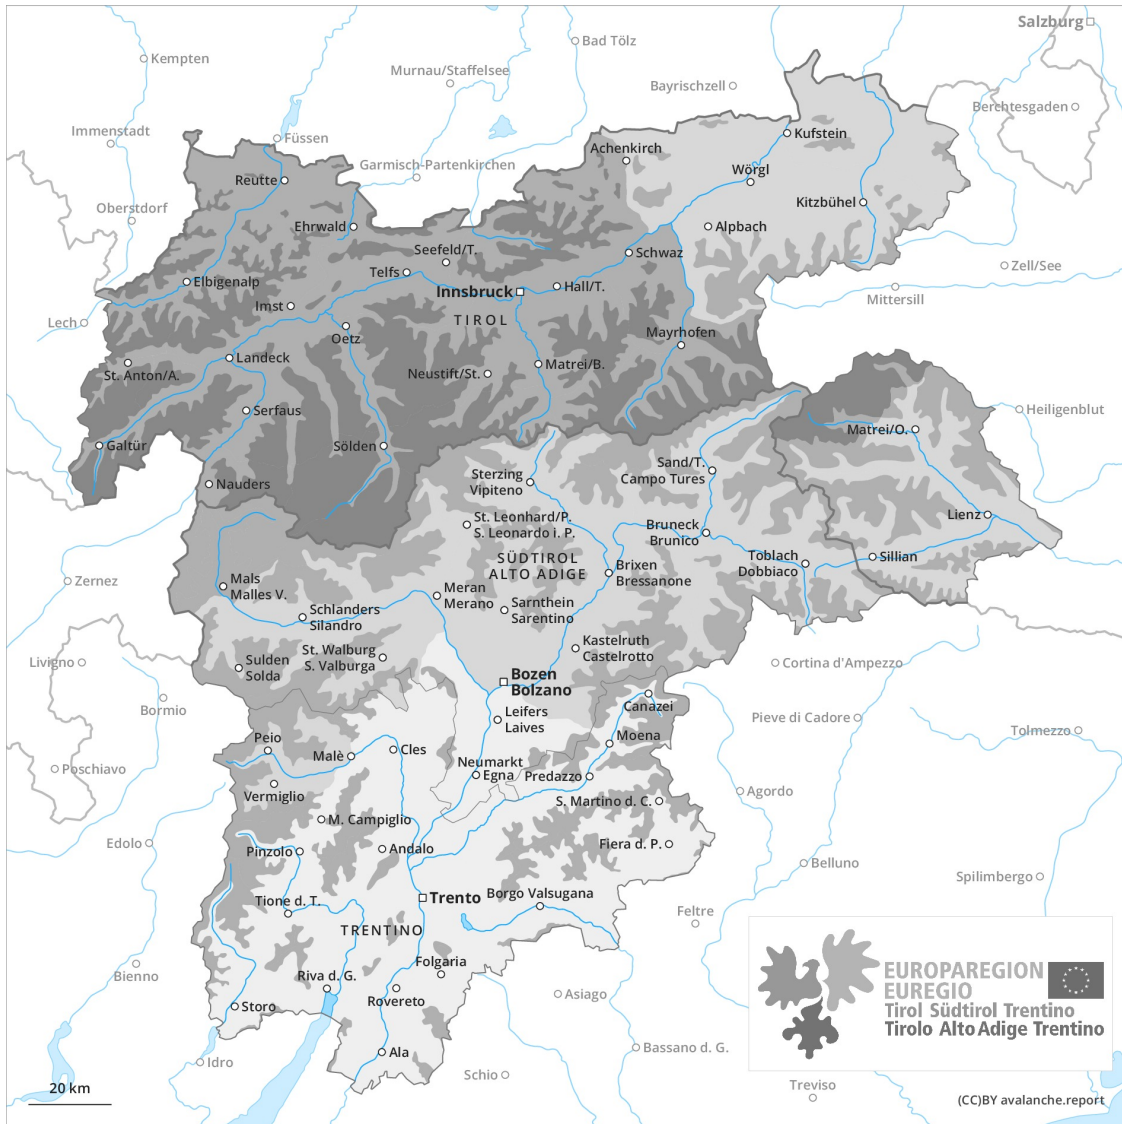 Salzburg
Bad Tölz
Kempten
Murnau/Staffelsee
Bayrischzell
Berchtesgaden
Immenstadt
Füssen
Kufstein
Achenkirch
Garmisch-Partenkirchen
Wörgl
Reutte
Oberstdorf
Kitzbühel
Ehrwald
Alpbach
Seefeld/T.
Schwaz
Zell/See
Telfs
Elbigenalp
Hall/T.
Innsbruck
Mittersill
Imst
TIROL
Lech
Oetz
Mayrhofen
Landeck
Matrei/B.
St. Anton/A.
Neustift/St.
Serfaus
Heiligenblut
Matrei/O.
Galtür
Sölden
Sterzing
Vipiteno
Sand/T.
Campo Tures
Nauders
St. Leonhard/P.
S. Leonardo i. P.
Lienz
Bruneck
Brunico
SÜDTIROL
ALTO ADIGE
Toblach
Dobbiaco
Sillian
Brixen
Bressanone
Zernez
Mals
Malles V.
Meran
Merano
Sarnthein
Sarentino
Schlanders
Silandro
Kastelruth
Castelrotto
St. Walburg
S. Valburga
Livigno
Sulden
Solda
Cortina d'Ampezzo
Bozen
Bolzano
Bormio
Canazei
Leifers
Laives
Pieve di Cadore
Tolmezzo
Peio
Moena
Malè
Cles
Poschiavo
Neumarkt
Egna
Predazzo
Vermiglio
Agordo
S. Martino d. C.
M. Campiglio
Edolo
Pinzolo
Andalo
Fiera d. P.
Belluno
Spilimbergo
Trento
Borgo Valsugana
Tione d. T.
Feltre
TRENTINO
Folgaria
Bienno
Riva d. G.
Rovereto
Asiago
Storo
EUROPAREGION
EUREGIO
Tirol Südtirol Trentino
Tirolo Alto Adige Trentino
Ala
Bassano d. G.
Idro
Schio
Treviso
20 km
(CC)BY avalanche.report